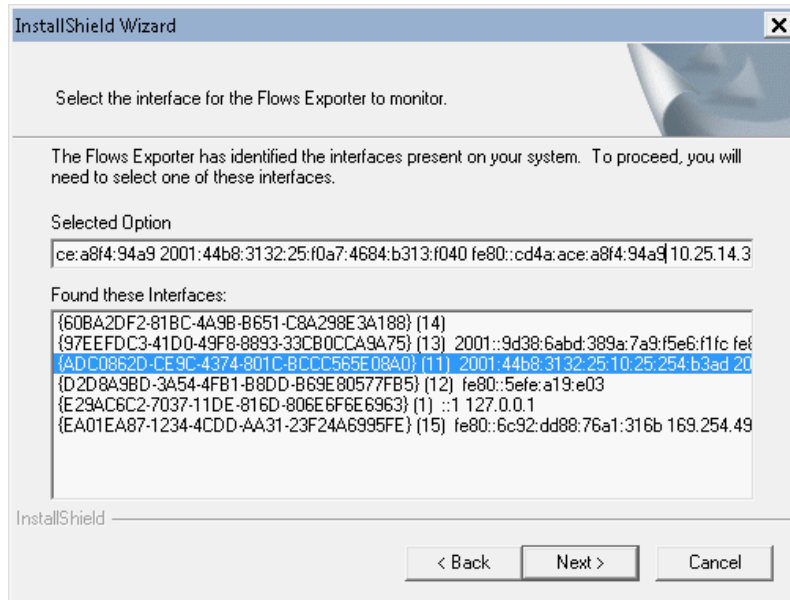 InstallShield Wizard
Select the interface for the Flows Exporter to monitor.
The Flows Exporter has identified the interfaces present on your system. To proceed, you will
need to select one of these interfaces.
Selected Option
ce:a8f4:94a9 2001:44b8:3132:25:f0a7:4684:b313:f040 fe80::cd4a:ace:a8f4:94a9 10.25.14.3
Found these Interfaces:
{60BA2DF2-81BC-4A9B-B651-C8A298E3A188} (14)
{97EEFDC3-41D0-49F8-8893-33CB0CCA9A75} (13) 2001::9d38:6abd:389a:7a9:f5e6:f1fc fe8
{ADC0862D-CE9C-4374-801C-BCCC565E08A0} (11) 2001:44b8:3132:25:10:25:254:b3ad 20
{D2D8A9BD-3A54-4FB1-B8DD-B69E80577FB5} (12) fe80::5efe:a19:e03
{E29AC6C2-7037-11DE-816D-806E6F6E6963} (1) ::1 127.0.0.1
{EA01EA87-1234-4CDD-AA31-23F24A6995FE} (15) fe80::6c92:dd88:76a1:316b 169.254.49
InstallShield
< Back
Next >
Cancel